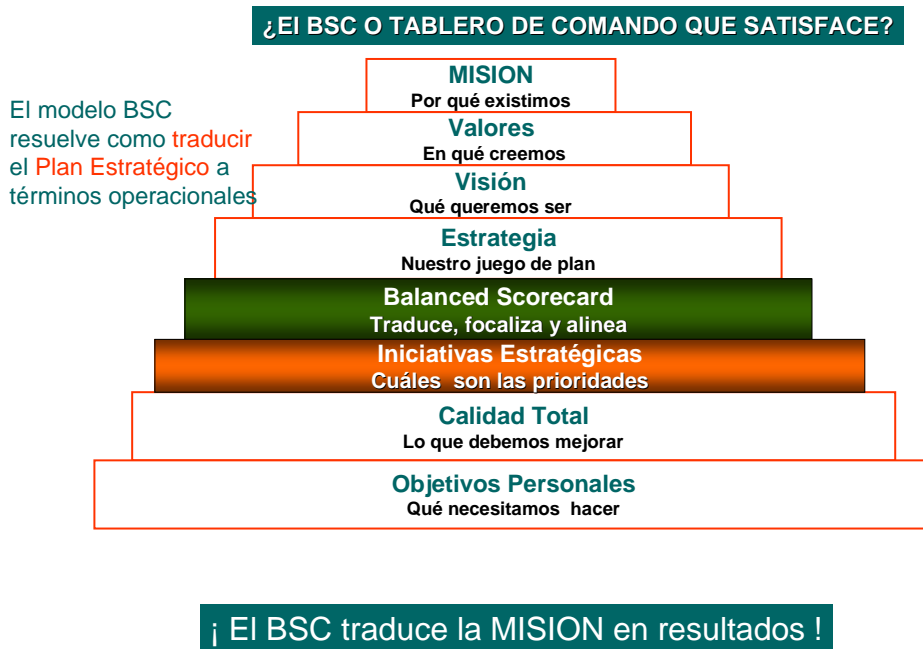 ¿El BSC O TABLERO DE COMANDO QUE SATISFACE?
MISION
Por qué existimos
El modelo BSC
resuelve como traducir
el Plan Estratégico a
términos operacionales
Valores
En qué creemos
Visión
Qué queremos ser
Estrategia
Nuestro juego de plan
Balanced Scorecard
Traduce, focaliza y alinea
Iniciativas Estratégicas
Cuáles son las prioridades
Calidad Total
Lo que debemos mejorar
Objetivos Personales
Qué necesitamos hacer
¡ El BSC traduce la MISION en resultados !